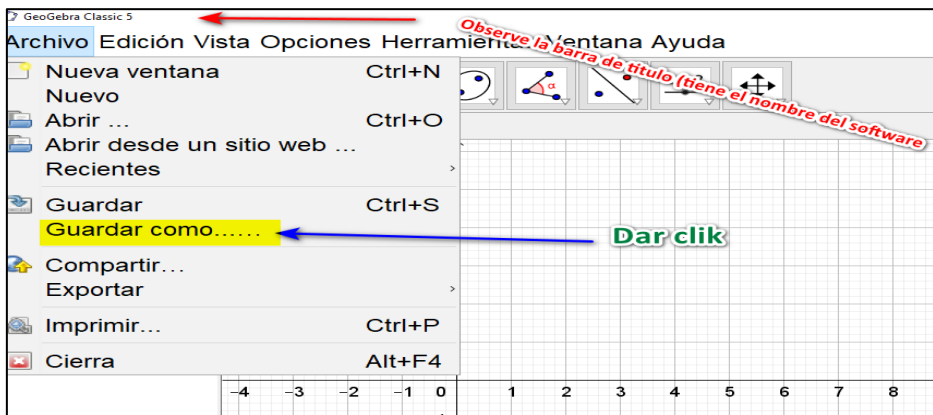 GeoGebra Classic 5
Archivo Edición Vista Opciones Herramientas Ventana Ayuda
Observe la barra de titulo (tiene el nombre del software
Nueva ventana Ctrl+N
Nuevo
Abrir ... Ctrl+O
Abrir desde un sitio web ...
Recientes
Guardar Ctrl+S
Guardar como......
Dar clik
Compartir...
Exportar
Imprimir... Ctrl+P
Cierra Alt+F4
α
-4 -3 -2 -1 0 1 2 3 4 5 6 7 8